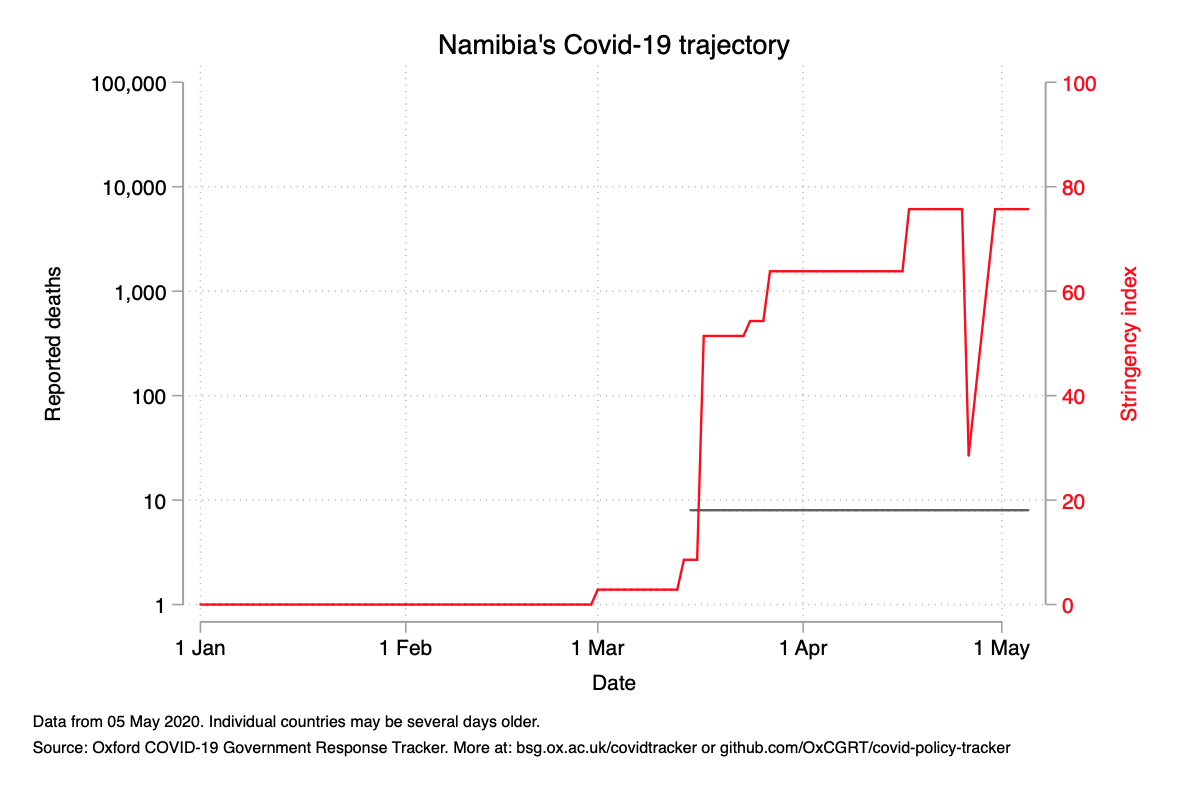 Namibia's Covid-19 trajectory
100,000
10,000
1,000
100
10
1
Reported deaths
100
80
60
40
20
0
Stringency index
1 Jan
1 Feb
1 Mar
1 Apr
1 May
Date
Data from 05 May 2020. Individual countries may be several days older.
Source: Oxford COVID-19 Government Response Tracker. More at: bsg.ox.ac.uk/covidtracker or github.com/OxCGRT/covid-policy-tracker